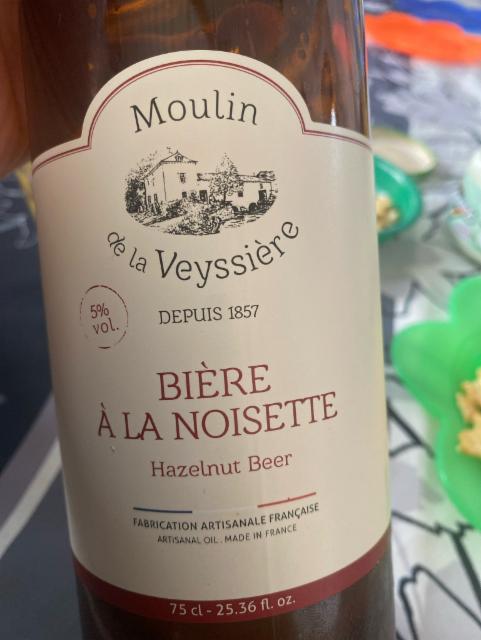 Moulin
de la Veyssière
DEPUIS 1857
5%
vol.
BIÈRE
À LA NOISETTE
Hazelnut Beer
FABRICATION ARTISANALE FRANÇAISE
ARTISANAL OIL . MADE IN FRANCE
75 cl - 25.36 fl. oz.